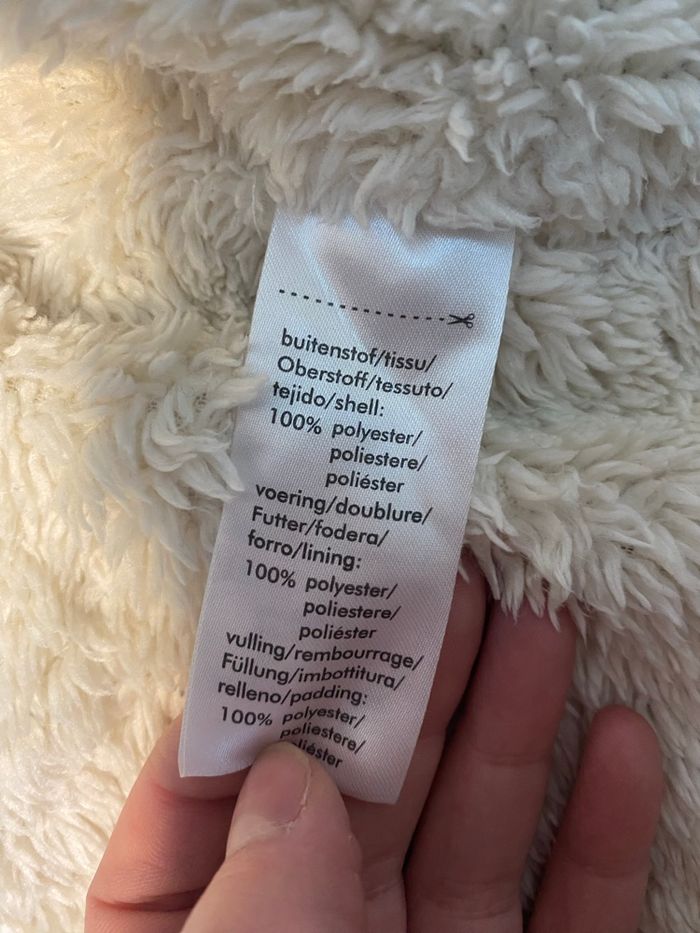 buitenstof/tissu/
Oberstoff/tessuto/
tejido/shell:
100% polyester/
poliestere/
poliéster
voering/doublure/
Futter/fodera/
forro/lining:
100% polyester/
poliestere/
poliéster
vulling/rembourrage/
Füllung/imbottitura/
relleno/padding:
100% polyester/
poliestere/